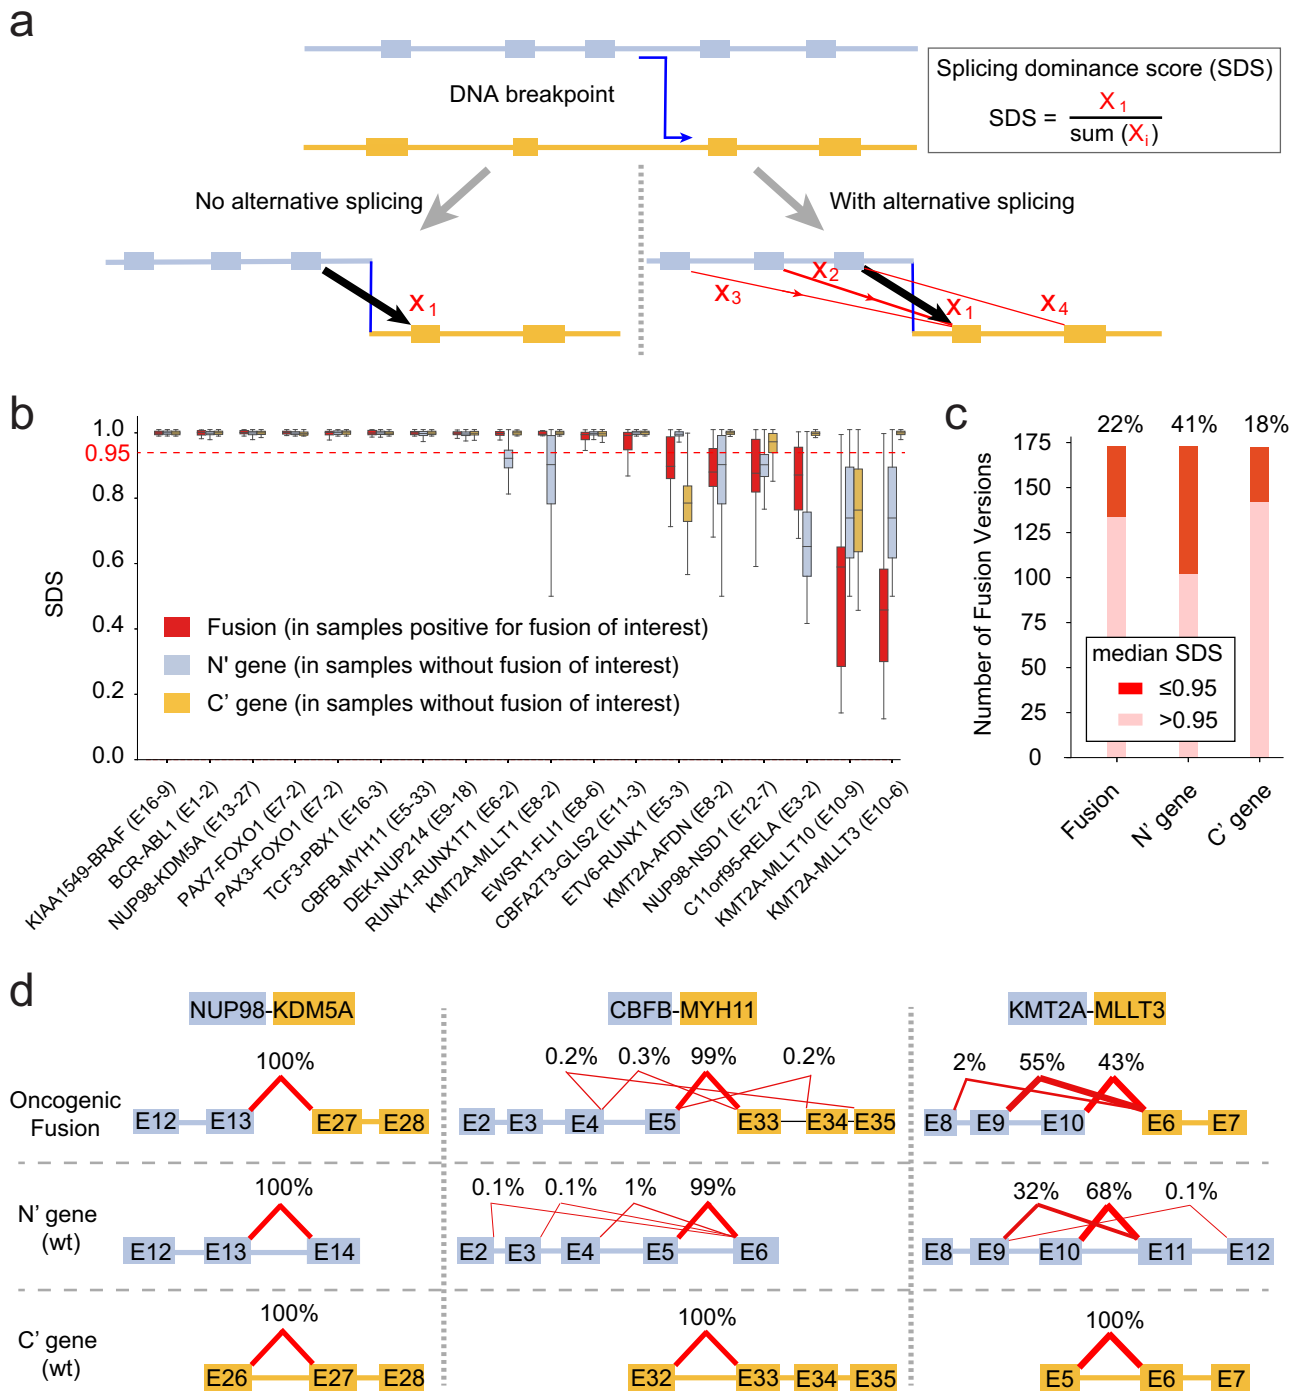 a
DNA breakpoint
Splicing dominance score (SDS)
SDS = X1 / sum (Xi)
No alternative splicing
With alternative splicing
X1
X3
X2
X1
X4
b
SDS
1.0
0.95
0.8
0.6
0.4
0.2
0.0
Fusion (in samples positive for fusion of interest)
N' gene (in samples without fusion of interest)
C' gene (in samples without fusion of interest)
KIAA1549-BRAF (E16-9)
BCR-ABL1 (E1-2)
NUP98-KDM5A (E13-27)
PAX7-FOXO1 (E7-2)
PAX3-FOXO1 (E7-2)
TCF3-PBX1 (E16-3)
CBFB-MYH11 (E5-33)
DEK-NUP214 (E9-18)
RUNX1-RUNX1T1 (E6-2)
KMT2A-MLLT1 (E8-2)
EWSR1-FLI1 (E8-6)
CBFA2T3-GLIS2 (E11-3)
ETV6-RUNX1 (E5-3)
KMT2A-AFDN (E8-2)
NUP98-NSD1 (E12-7)
C11orf95-RELA (E3-2)
KMT2A-MLLT10 (E10-9)
KMT2A-MLLT3 (E10-6)
c
22% 41% 18%
Number of Fusion Versions
175
150
125
100
75
50
25
0
median SDS
≤0.95
>0.95
Fusion
N' gene
C' gene
d
NUP98-KDM5A
CBFB-MYH11
KMT2A-MLLT3
Oncogenic
Fusion
100%
E12 E13 E27 E28
0.2% 0.3% 99% 0.2%
E2 E3 E4 E5 E33 E34 E35
2% 55% 43%
E8 E9 E10 E6 E7
N' gene
(wt)
100%
E12 E13 E14
0.1% 0.1% 1% 99%
E2 E3 E4 E5 E6
32% 68% 0.1%
E8 E9 E10 E11 E12
C' gene
(wt)
100%
E26 E27 E28
100%
E32 E33 E34 E35
100%
E5 E6 E7